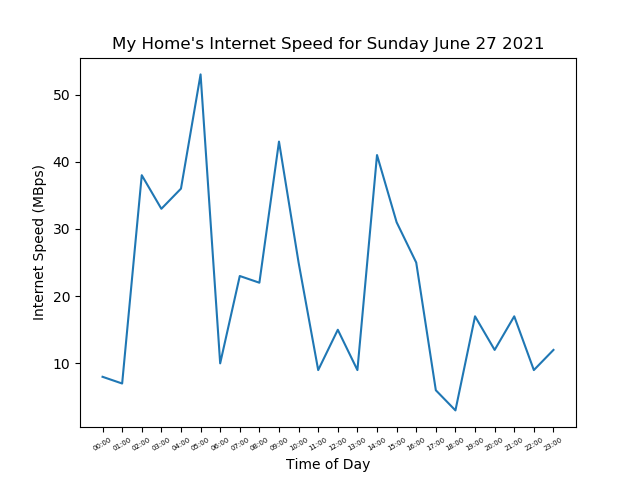 My Home's Internet Speed for Sunday June 27 2021
50
40
30
20
10
Internet Speed (MBps)
00:00 01:00 02:00 03:00 04:00 05:00 06:00 07:00 08:00 09:00 10:00 11:00 12:00 13:00 14:00 15:00 16:00 17:00 18:00 19:00 20:00 21:00 22:00 23:00
Time of Day